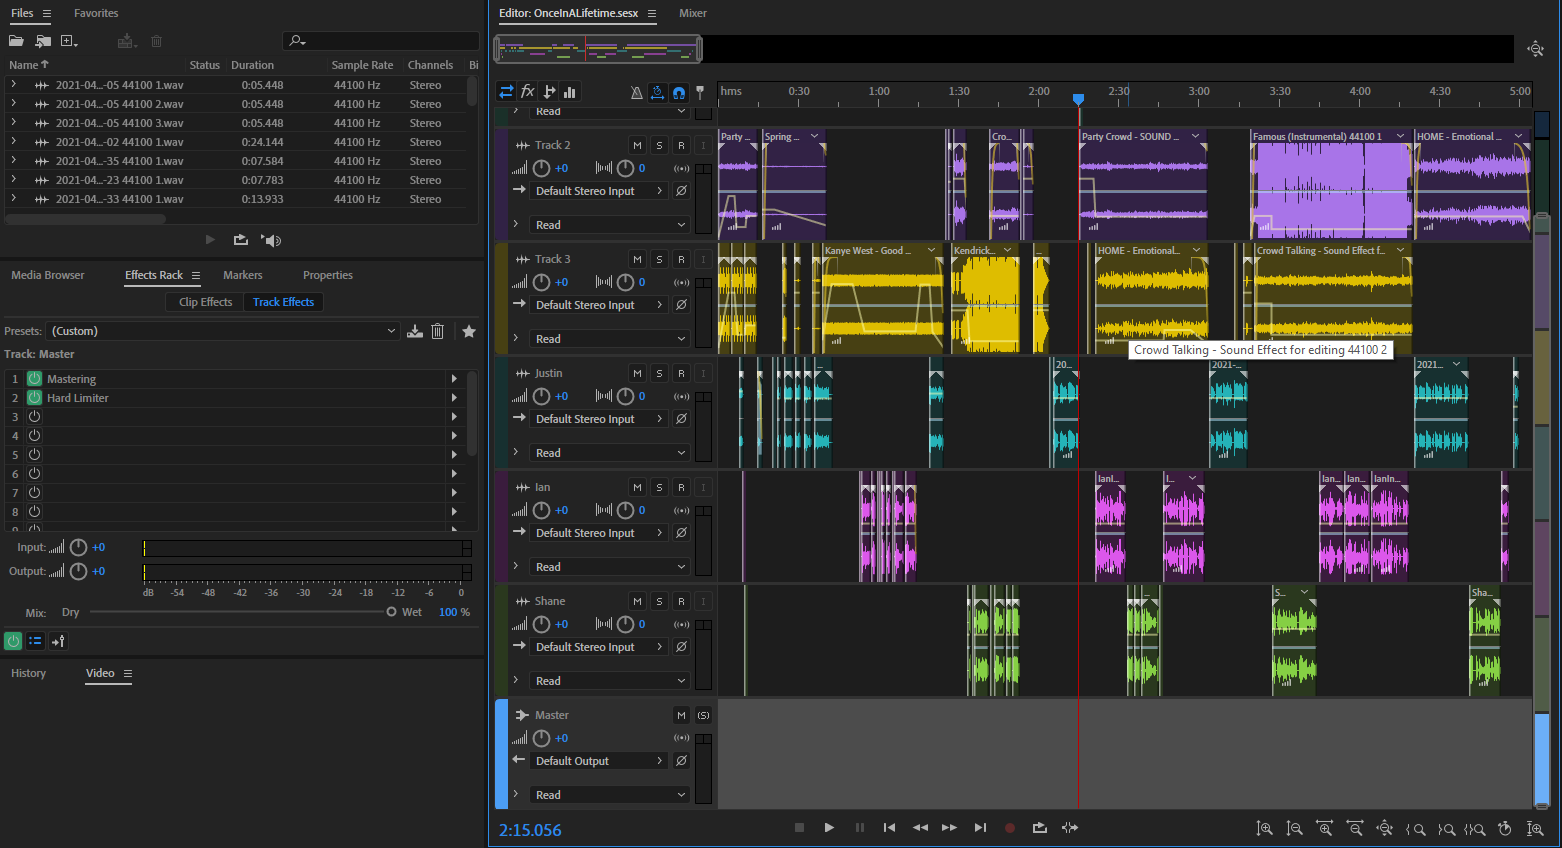 Files Favorites
Name Status Duration Sample Rate Channels Bi
2021-04...-05 44100 1.wav 0:05.448 44100 Hz Stereo
2021-04...-05 44100 2.wav 0:05.448 44100 Hz Stereo
2021-04...-05 44100 3.wav 0:05.448 44100 Hz Stereo
2021-04...-02 44100 1.wav 0:24.144 44100 Hz Stereo
2021-04...-35 44100 1.wav 0:07.584 44100 Hz Stereo
2021-04...-23 44100 1.wav 0:07.783 44100 Hz Stereo
2021-04...-33 44100 1.wav 0:13.933 44100 Hz Stereo
Media Browser Effects Rack Markers Properties
Clip Effects Track Effects
Presets: (Custom)
Track: Master
1 Mastering
2 Hard Limiter
3
4
5
6
7
8
Input: +0
Output: +0
dB -54 -48 -42 -36 -30 -24 -18 -12 -6 0
Mix: Dry Wet 100 %
History Video
Editor: OnceInALifetime.sesx Mixer
fx hms 0:30 1:00 1:30 2:00 2:30 3:00 3:30 4:00 4:30 5:00
Read
Track 2 M S R I
+0 0
Default Stereo Input
Read
Party ... Spring ... Cro... Party Crowd - SOUND ... Famous (Instrumental) 44100 1 HOME - Emotional ...
Track 3 M S R I
+0 0
Default Stereo Input
Read
Kanye West - Good ... Kendrick... ... HOME - Emotional... Crowd Talking - Sound Effect f...
Crowd Talking - Sound Effect for editing 44100 2
Justin M S R I
+0 0
Default Stereo Input
Read
... 20... 2021-... 2021...
Ian M S R I
+0 0
Default Stereo Input
Read
IanI... I... Ian... Ian... IanIn...
Shane M S R I
+0 0
Default Stereo Input
Read
... S... Sha...
Master M (S)
+0
Default Output
Read
2:15.056